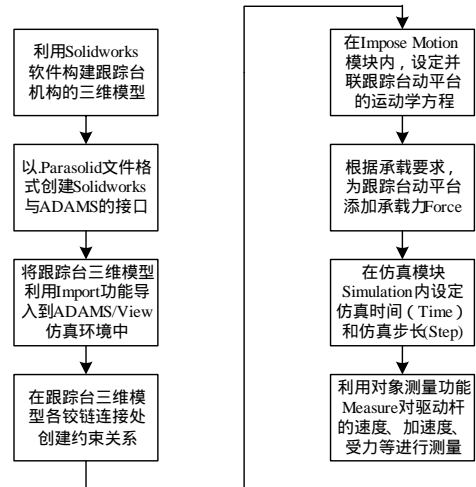 利用Solidworks
软件构建跟踪台
机构的三维模型
以.Parasolid文件格
式创建Solidworks
与ADAMS的接口
将跟踪台三维模型
利用Import功能导
入到ADAMS/View
仿真环境中
在跟踪台三维模
型各铰链连接处
创建约束关系
在Impose Motion
模块内，设定并
联跟踪台动平台
的运动学方程
根据承载要求，
为跟踪台动平台
添加承载力Force
在仿真模块
Simulation内设定
仿真时间（Time）
和仿真步长(Step)
利用对象测量功能
Measure对驱动杆
的速度、加速度、
受力等进行测量